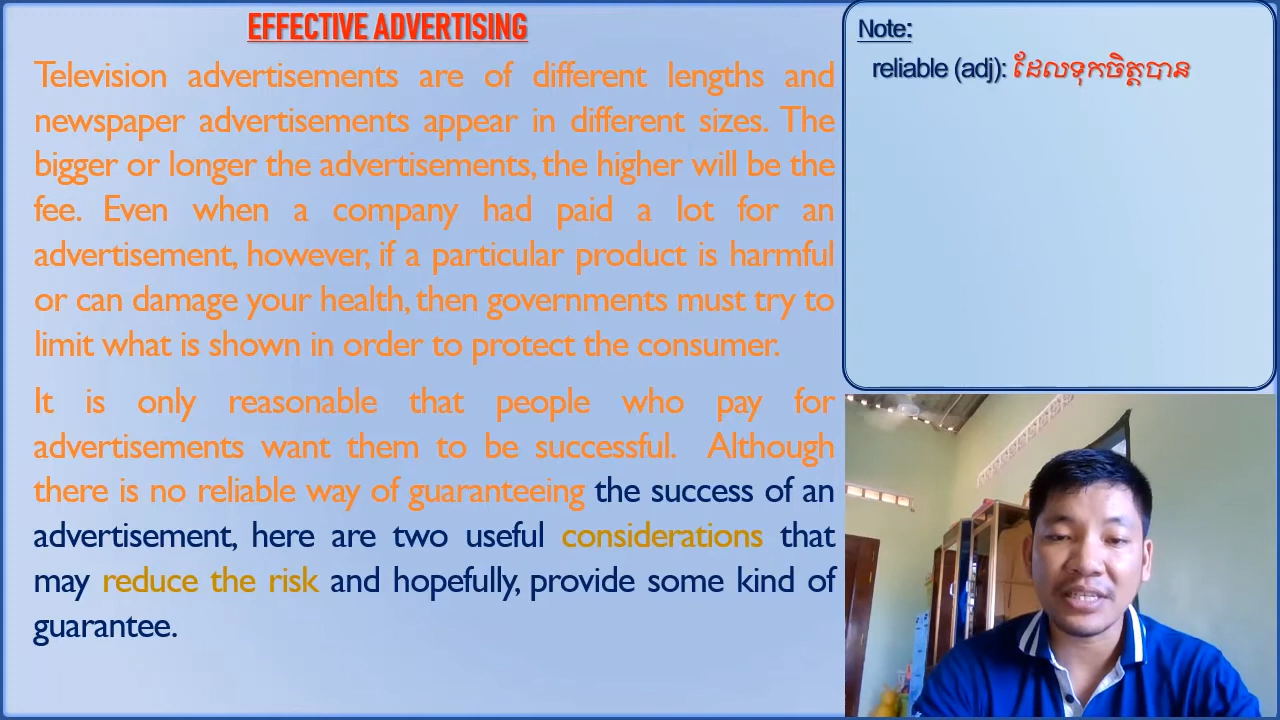 EFFECTIVE ADVERTISING
Television advertisements are of different lengths and
newspaper advertisements appear in different sizes. The
bigger or longer the advertisements, the higher will be the
fee. Even when a company had paid a lot for an
advertisement, however, if a particular product is harmful
or can damage your health, then governments must try to
limit what is shown in order to protect the consumer.
It is only reasonable that people who pay for
advertisements want them to be successful. Although
there is no reliable way of guaranteeing the success of an
advertisement, here are two useful considerations that
may reduce the risk and hopefully, provide some kind of
guarantee.
Note:
reliable (adj): ដែលទុកចិត្តបាន